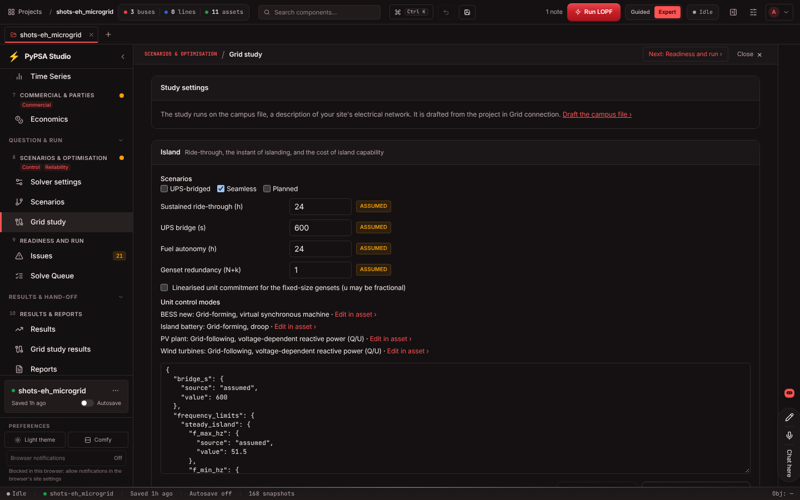 Projects / shots-eh_microgrid
3 buses 0 lines 11 assets
Search components...
Ctrl K
1 note
Run LOPF
Guided Expert
Idle
A
shots-eh_microgrid
PyPSA Studio
SCENARIOS & OPTIMISATION / Grid study
Next: Readiness and run ›
Close ×
Time Series
7 COMMERCIAL & PARTIES
Commercial
Economics
QUESTION & RUN
8 SCENARIOS & OPTIMISATION
Control Reliability
Solver settings
Scenarios
Grid study
9 READINESS AND RUN
Issues 21
Solve Queue
RESULTS & HAND-OFF
10 RESULTS & REPORTS
Results
Grid study results
Reports
shots-eh_microgrid ...
Saved 1h ago Autosave
PREFERENCES
Light theme Comfy
Browser notifications Off
Blocked in this browser: allow notifications in the browser's site settings
Study settings
The study runs on the campus file, a description of your site's electrical network. It is drafted from the project in Grid connection. Draft the campus file ›
Island Ride-through, the instant of islanding, and the cost of island capability
Scenarios
UPS-bridged Seamless Planned
Sustained ride-through (h) 24 ASSUMED
UPS bridge (s) 600 ASSUMED
Fuel autonomy (h) 24 ASSUMED
Genset redundancy (N+k) 1 ASSUMED
Linearised unit commitment for the fixed-size gensets (u may be fractional)
Unit control modes
BESS new: Grid-forming, virtual synchronous machine · Edit in asset ›
Island battery: Grid-forming, droop · Edit in asset ›
PV plant: Grid-following, voltage-dependent reactive power (Q/U) · Edit in asset ›
Wind turbines: Grid-following, voltage-dependent reactive power (Q/U) · Edit in asset ›
{
"bridge_s": {
"source": "assumed",
"value": 600
},
"frequency_limits": {
"steady_island": {
"f_max_hz": {
"source": "assumed",
"value": 51.5
},
"f_min_hz": {
Chat here
Idle shots-eh_microgrid Saved 1h ago Autosave off 168 snapshots Obj: —